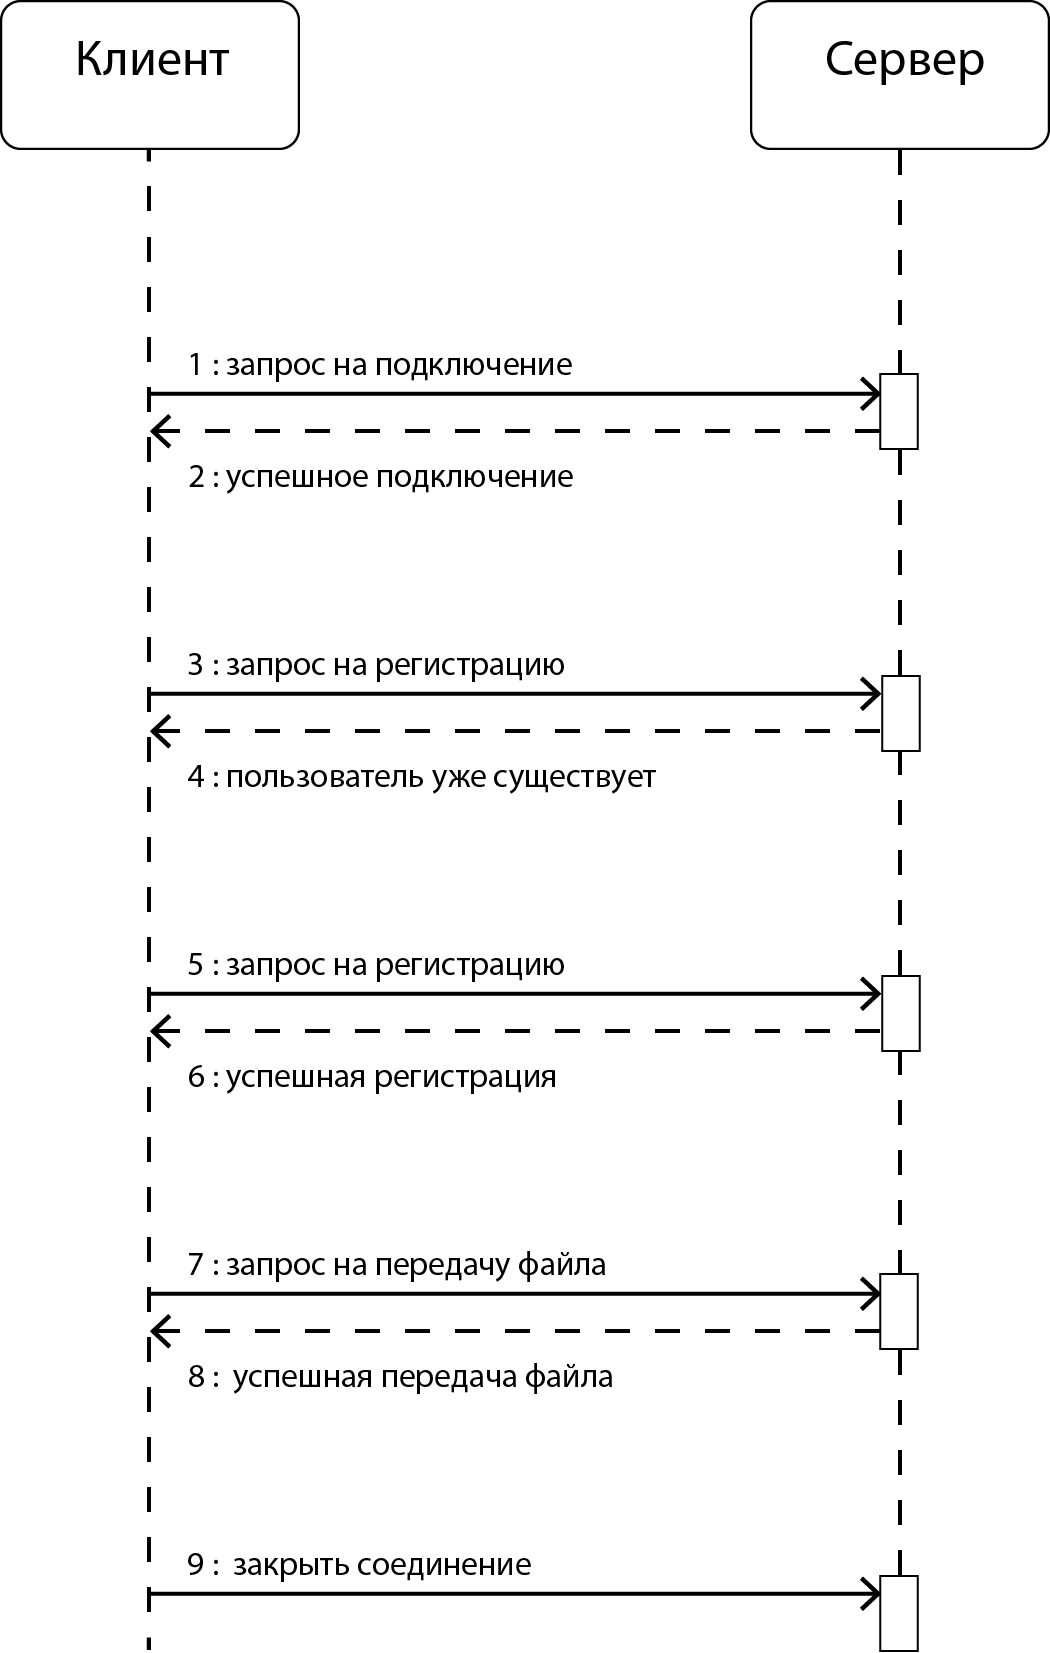 Клиент
Сервер
1 : запрос на подключение
2 : успешное подключение
3 : запрос на регистрацию
4 : пользователь уже существует
5 : запрос на регистрацию
6 : успешная регистрация
7 : запрос на передачу файла
8 : успешная передача файла
9 : закрыть соединение